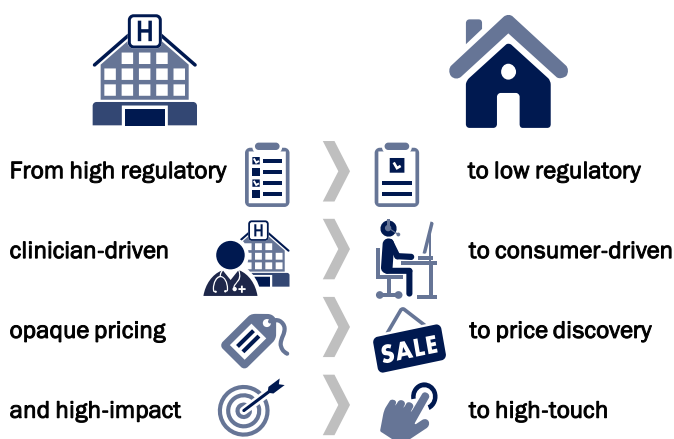 H
From high regulatory
to low regulatory
H
clinician-driven
to consumer-driven
opaque pricing
SALE
to price discovery
and high-impact
to high-touch